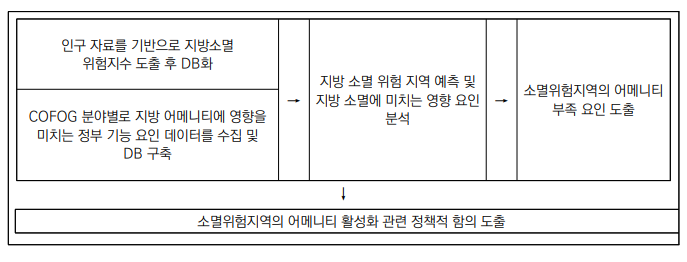 인구 자료를 기반으로 지방소멸
위험지수 도출 후 DB화
COFOG 분야별로 지방 어메니티에 영향을
미치는 정부 기능 요인 데이터를 수집 및
DB 구축
→
지방 소멸 위험 지역 예측 및
지방 소멸에 미치는 영향 요인
분석
→
소멸위험지역의 어메니티
부족 요인 도출
↓
소멸위험지역의 어메니티 활성화 관련 정책적 함의 도출